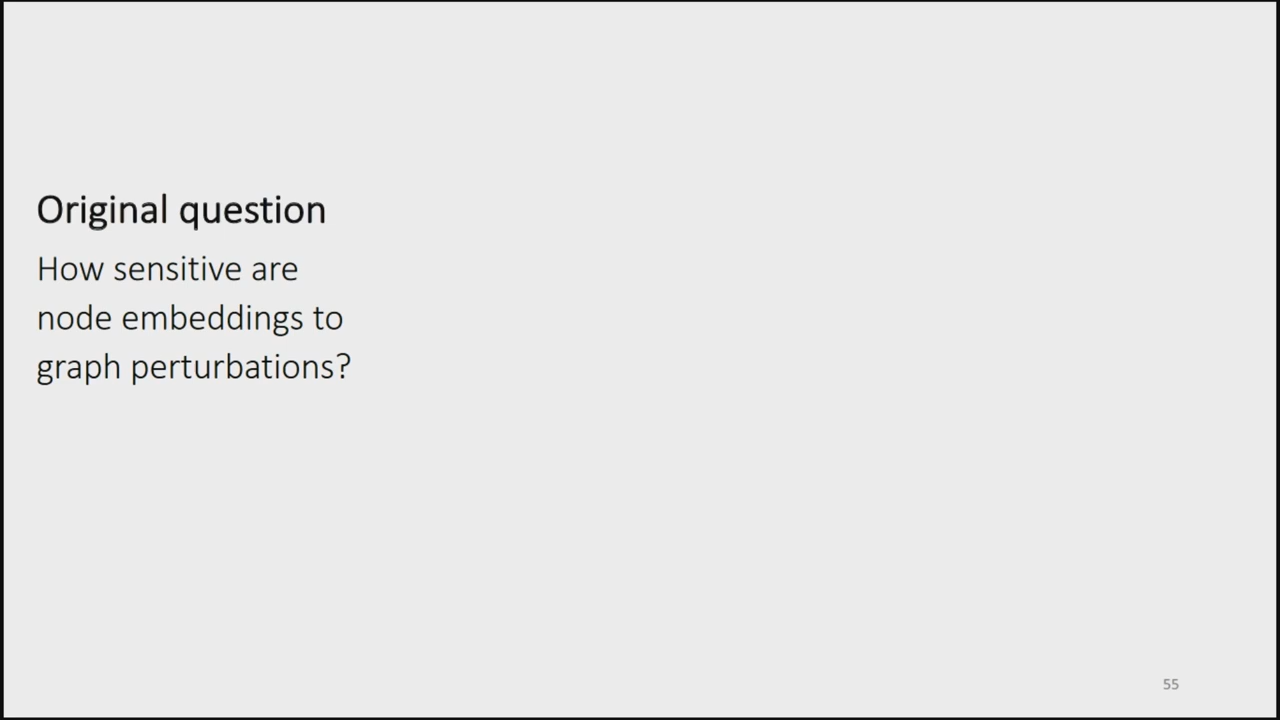 Original question
How sensitive are
node embeddings to
graph perturbations?
55